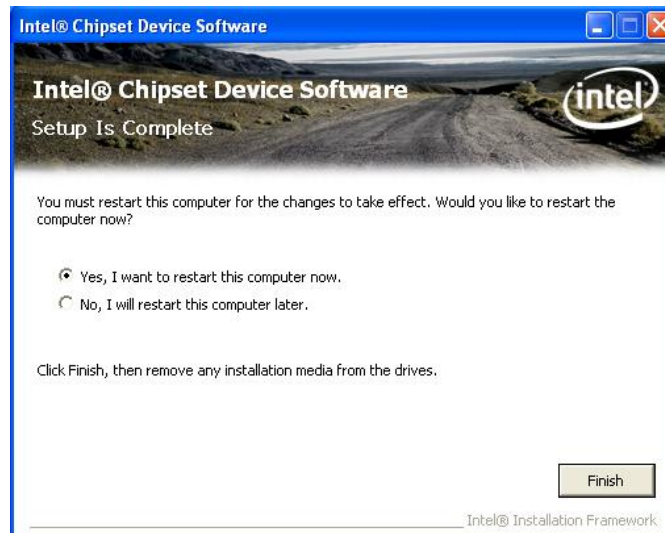 Intel® Chipset Device Software
Intel® Chipset Device Software
intel
Setup Is Complete
You must restart this computer for the changes to take effect. Would you like to restart the
computer now?
Yes, I want to restart this computer now.
No, I will restart this computer later.
Click Finish, then remove any installation media from the drives.
Finish
Intel® Installation Framework